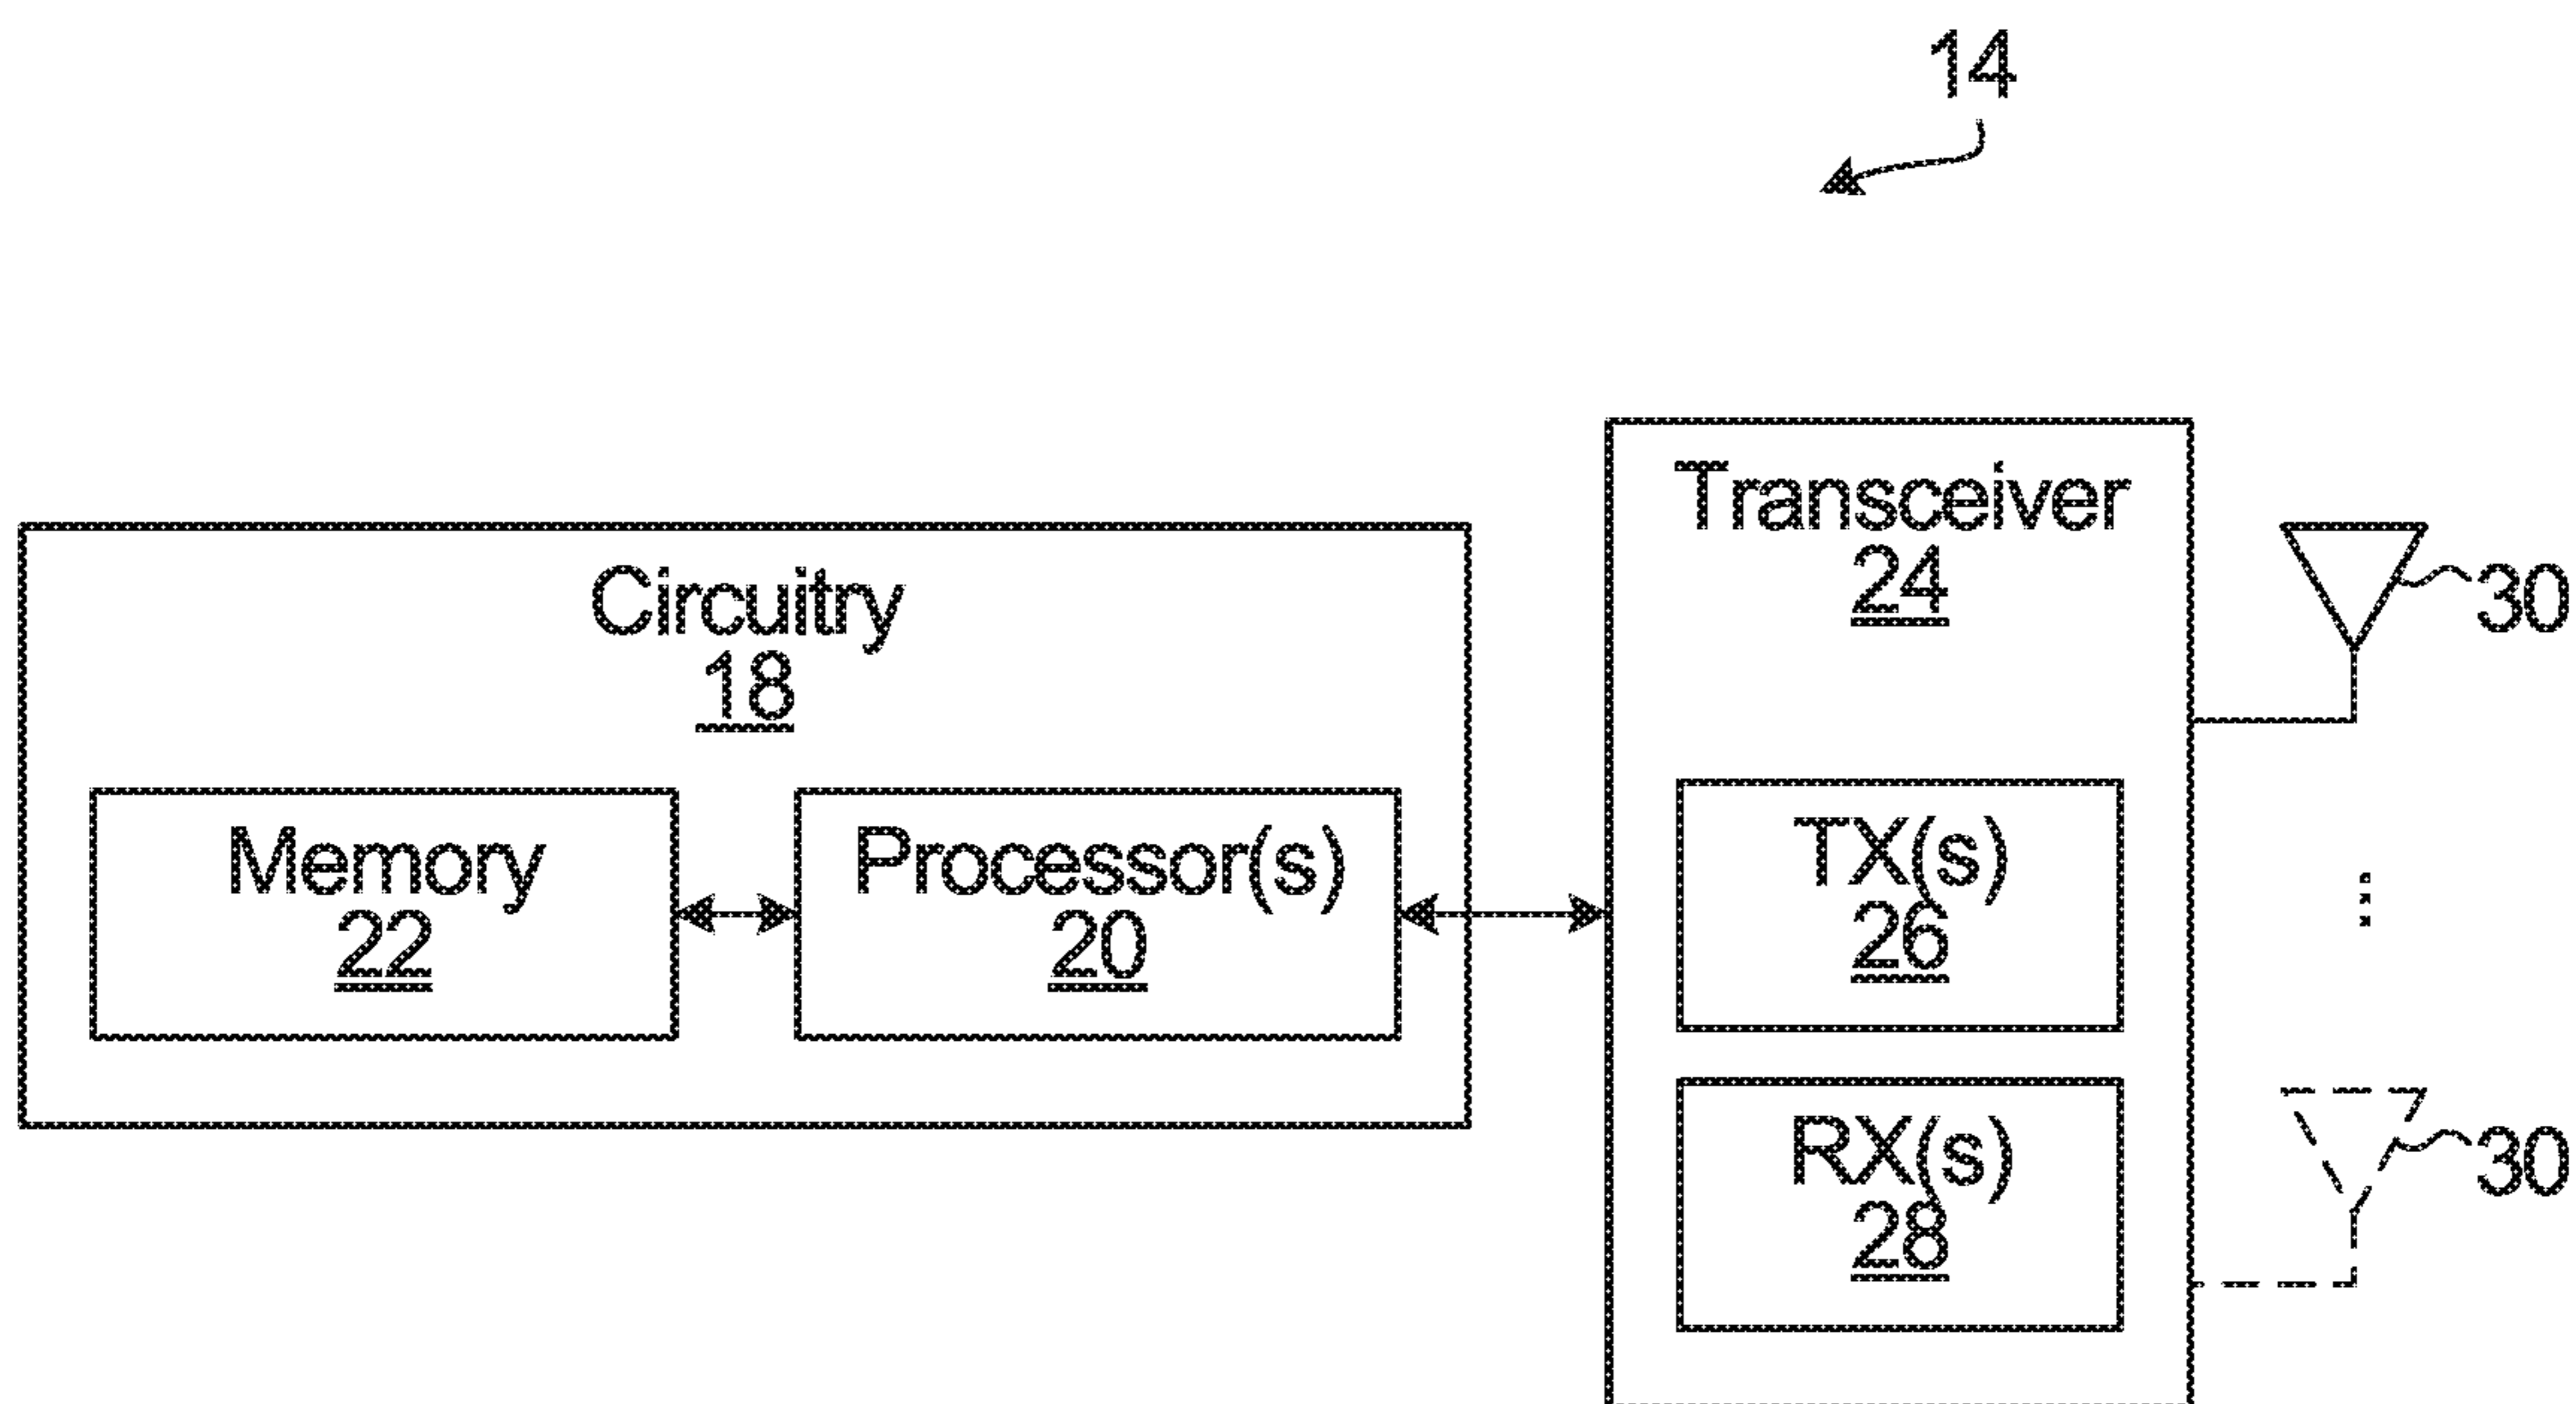 14
Circuitry
18
Memory
22
Processor(s)
20
Transceiver
24
TX(s)
26
RX(s)
28
30
...
30